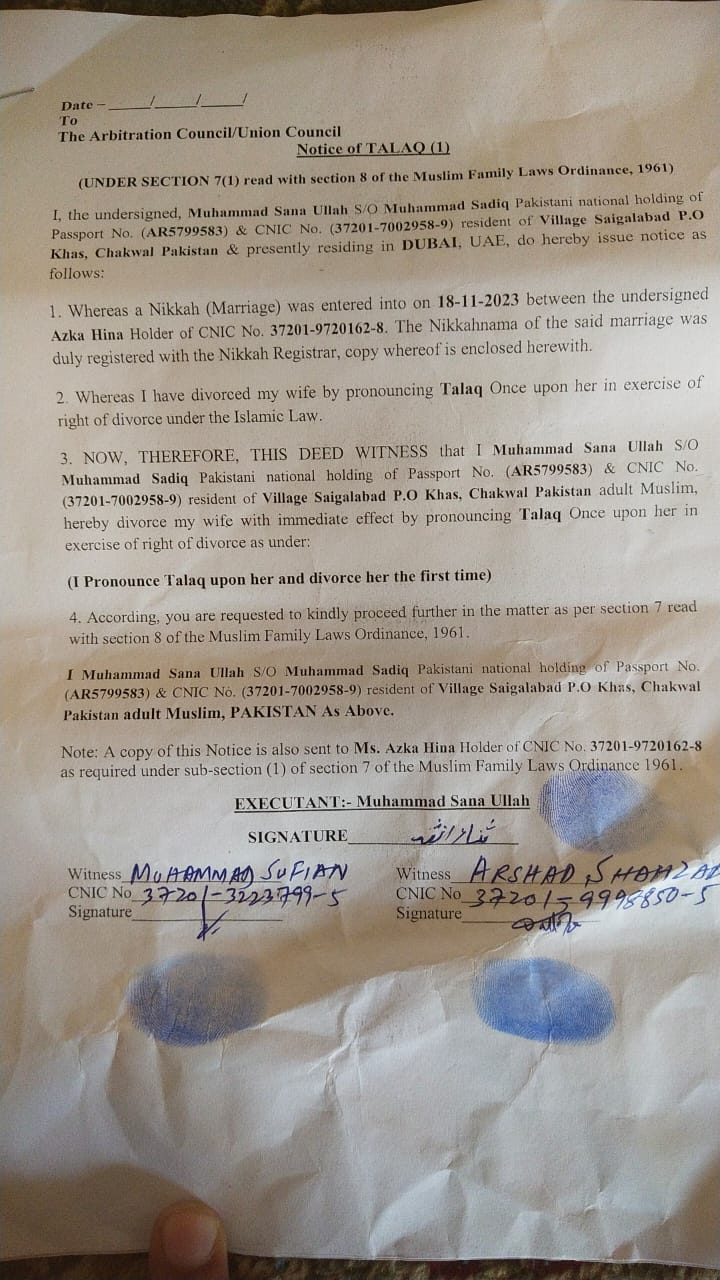 Date – ____/____/____/
To
The Arbitration Council/Union Council
Notice of TALAQ (1)
(UNDER SECTION 7(1) read with section 8 of the Muslim Family Laws Ordinance, 1961)
I, the undersigned, Muhammad Sana Ullah S/O Muhammad Sadiq Pakistani national holding of
Passport No. (AR5799583) & CNIC No. (37201-7002958-9) resident of Village Saigalabad P.O
Khas, Chakwal Pakistan & presently residing in DUBAI, UAE, do hereby issue notice as
follows:
1. Whereas a Nikkah (Marriage) was entered into on 18-11-2023 between the undersigned
Azka Hina Holder of CNIC No. 37201-9720162-8. The Nikkahnama of the said marriage was
duly registered with the Nikkah Registrar, copy whereof is enclosed herewith.
2. Whereas I have divorced my wife by pronouncing Talaq Once upon her in exercise of
right of divorce under the Islamic Law.
3. NOW, THEREFORE, THIS DEED WITNESS that I Muhammad Sana Ullah S/O
Muhammad Sadiq Pakistani national holding of Passport No. (AR5799583) & CNIC No.
(37201-7002958-9) resident of Village Saigalabad P.O Khas, Chakwal Pakistan adult Muslim,
hereby divorce my wife with immediate effect by pronouncing Talaq Once upon her in
exercise of right of divorce as under:
(I Pronounce Talaq upon her and divorce her the first time)
4. According, you are requested to kindly proceed further in the matter as per section 7 read
with section 8 of the Muslim Family Laws Ordinance, 1961.
I Muhammad Sana Ullah S/O Muhammad Sadiq Pakistani national holding of Passport No.
(AR5799583) & CNIC No. (37201-7002958-9) resident of Village Saigalabad P.O Khas, Chakwal
Pakistan adult Muslim, PAKISTAN As Above.
Note: A copy of this Notice is also sent to Ms. Azka Hina Holder of CNIC No. 37201-9720162-8
as required under sub-section (1) of section 7 of the Muslim Family Laws Ordinance 1961.
EXECUTANT:- Muhammad Sana Ullah
SIGNATURE ثناء اللہ
Witness MUHAMMAD SUFIAN
CNIC No 37201-3223799-5
Signature
Witness ARSHAD SHAHZAD
CNIC No 37201-9998850-5
Signature